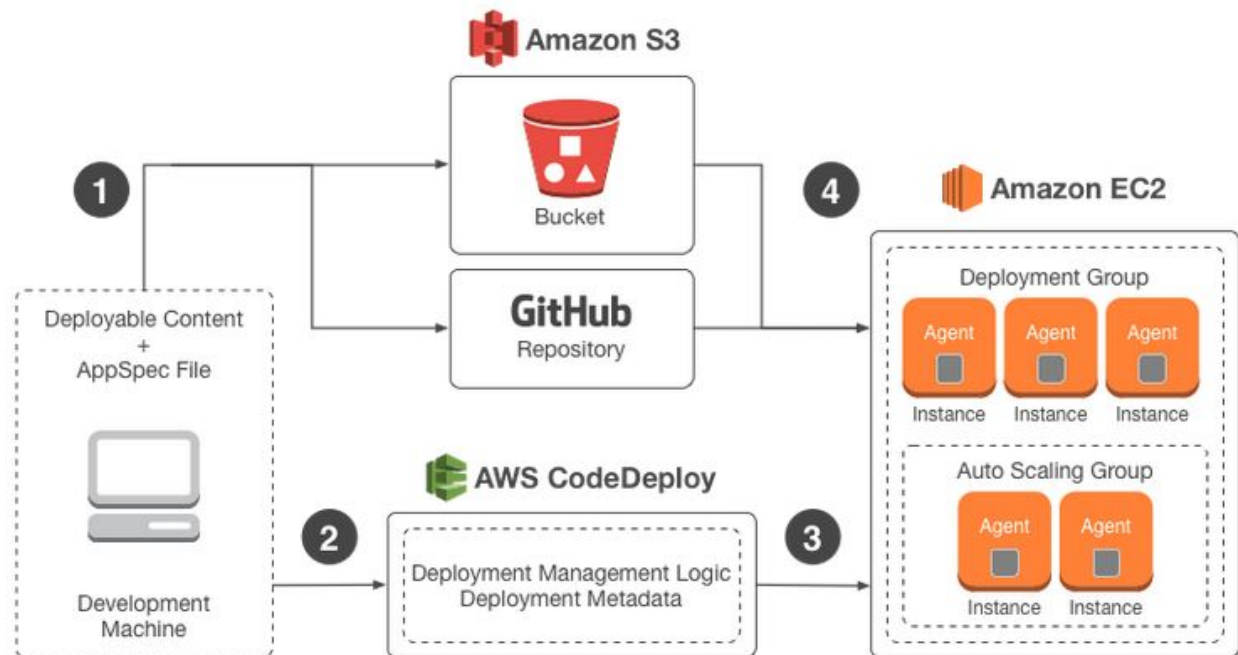 Amazon S3
1
Bucket
4
Amazon EC2
Deployable Content
+
AppSpec File
GitHub
Repository
Deployment Group
Agent Agent Agent
Instance Instance Instance
Auto Scaling Group
Agent Agent
Instance Instance
Development
Machine
2
AWS CodeDeploy
Deployment Management Logic
Deployment Metadata
3